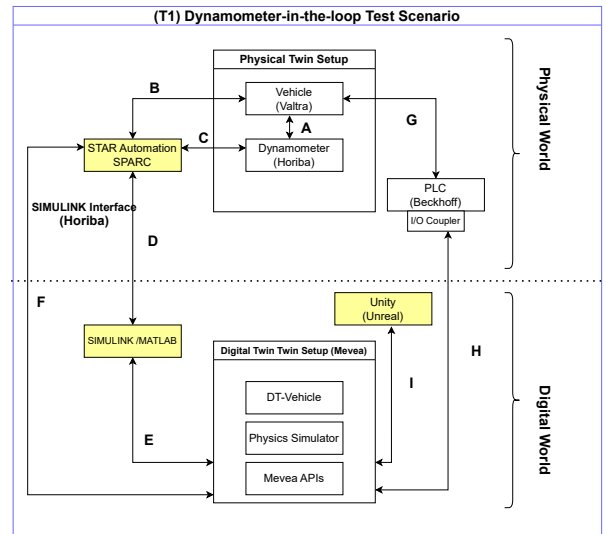 (T1) Dynamometer-in-the-loop Test Scenario
Physical Twin Setup
Vehicle
(Valtra)
B
A
G
C
STAR Automation
SPARC
Dynamometer
(Horiba)
Physical World
PLC
(Beckhoff)
I/O Coupler
SIMULINK Interface
(Horiba)
D
F
Unity
(Unreal)
H
SIMULINK /MATLAB
Digital Twin Twin Setup (Mevea)
I
DT-Vehicle
E
Physics Simulator
Mevea APIs
Digital World